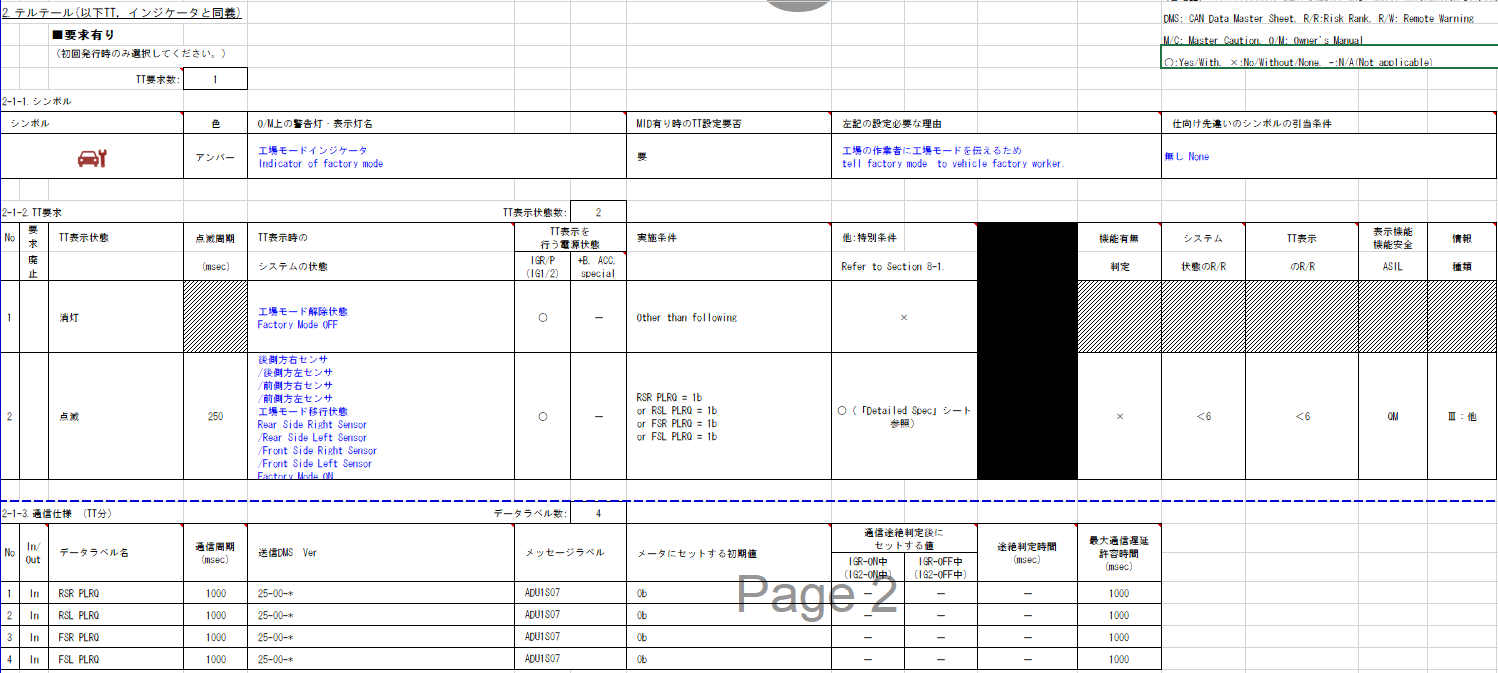 2.テルテール(以下TT, インジケータと同義)
■要求有り
(初回発行時のみ選択してください。)
TT要求数: 1
DMS: CAN Data Master Sheet, R/R:Risk Rank, R/W: Remote Warning
M/C: Master Caution, O/M: Owner's Manual
○:Yes/With, ×:No/Without/None, -:N/A(Not applicable)
2-1-1.シンボル
シンボル 色 O/M上の警告灯・表示灯名 MID有り時のTT設定要否 左記の設定必要な理由 仕向け先違いのシンボルの引当条件
アンバー 工場モードインジケータ 要 工場の作業者に工場モードを伝えるため 無し None
Indicator of factory mode tell factory mode to vehicle factory worker.
2-1-2.TT要求 TT表示状態数: 2
No 要求 TT表示状態 点滅周期 TT表示時の TT表示を行う電源状態 実施条件 他:特別条件 機能有無 システム TT表示 表示機能 機能安全 情報
廃止 (msec) システムの状態 IGR/P (IG1/2) +B, ACC, special Refer to Section 8-1. 判定 状態のR/R のR/R ASIL 種類
1 消灯 工場モード解除状態 ○ − Other than following ×
Factory Mode OFF
後側方右センサ
/後側方左センサ
/前側方右センサ
/前側方左センサ
工場モード移行状態
Rear Side Right Sensor
/Rear Side Left Sensor
/Front Side Right Sensor
/Front Side Left Sensor
Factory Mode ON
2 点滅 250 ○ −
RSR PLRQ = 1b
or RSL PLRQ = 1b
or FSR PLRQ = 1b
or FSL PLRQ = 1b
○(「Detailed Spec」シート
参照)
× <6 <6 QM Ⅲ:他
2-1-3.通信仕様 (TT分) データラベル数: 4
No In/Out データラベル名 通信周期(msec) 送信DMS Ver メッセージラベル メータにセットする初期値 通信途絶判定後にセットする値 途絶判定時間(msec) 最大通信遅延許容時間(msec)
IGR-ON中 IGR-OFF中
(IG2-ON中) (IG2-OFF中)
1 In RSR PLRQ 1000 25-00-* ADU1S07 0b − − − 1000
2 In RSL PLRQ 1000 25-00-* ADU1S07 0b − − − 1000
3 In FSR PLRQ 1000 25-00-* ADU1S07 0b − − − 1000
4 In FSL PLRQ 1000 25-00-* ADU1S07 0b − − − 1000
Page 2